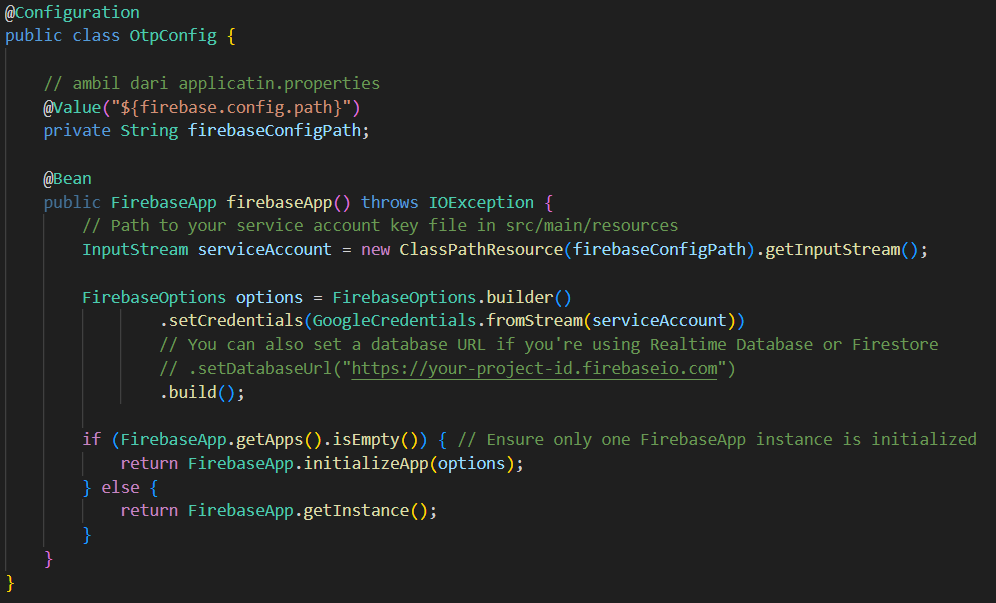 @Configuration
public class OtpConfig {
// ambil dari applicatin.properties
@Value("${firebase.config.path}")
private String firebaseConfigPath;
@Bean
public FirebaseApp firebaseApp() throws IOException {
// Path to your service account key file in src/main/resources
InputStream serviceAccount = new ClassPathResource(firebaseConfigPath).getInputStream();
FirebaseOptions options = FirebaseOptions.builder()
.setCredentials(GoogleCredentials.fromStream(serviceAccount))
// You can also set a database URL if you're using Realtime Database or Firestore
// .setDatabaseUrl("https://your-project-id.firebaseio.com")
.build();
if (FirebaseApp.getApps().isEmpty()) { // Ensure only one FirebaseApp instance is initialized
return FirebaseApp.initializeApp(options);
} else {
return FirebaseApp.getInstance();
}
}
}